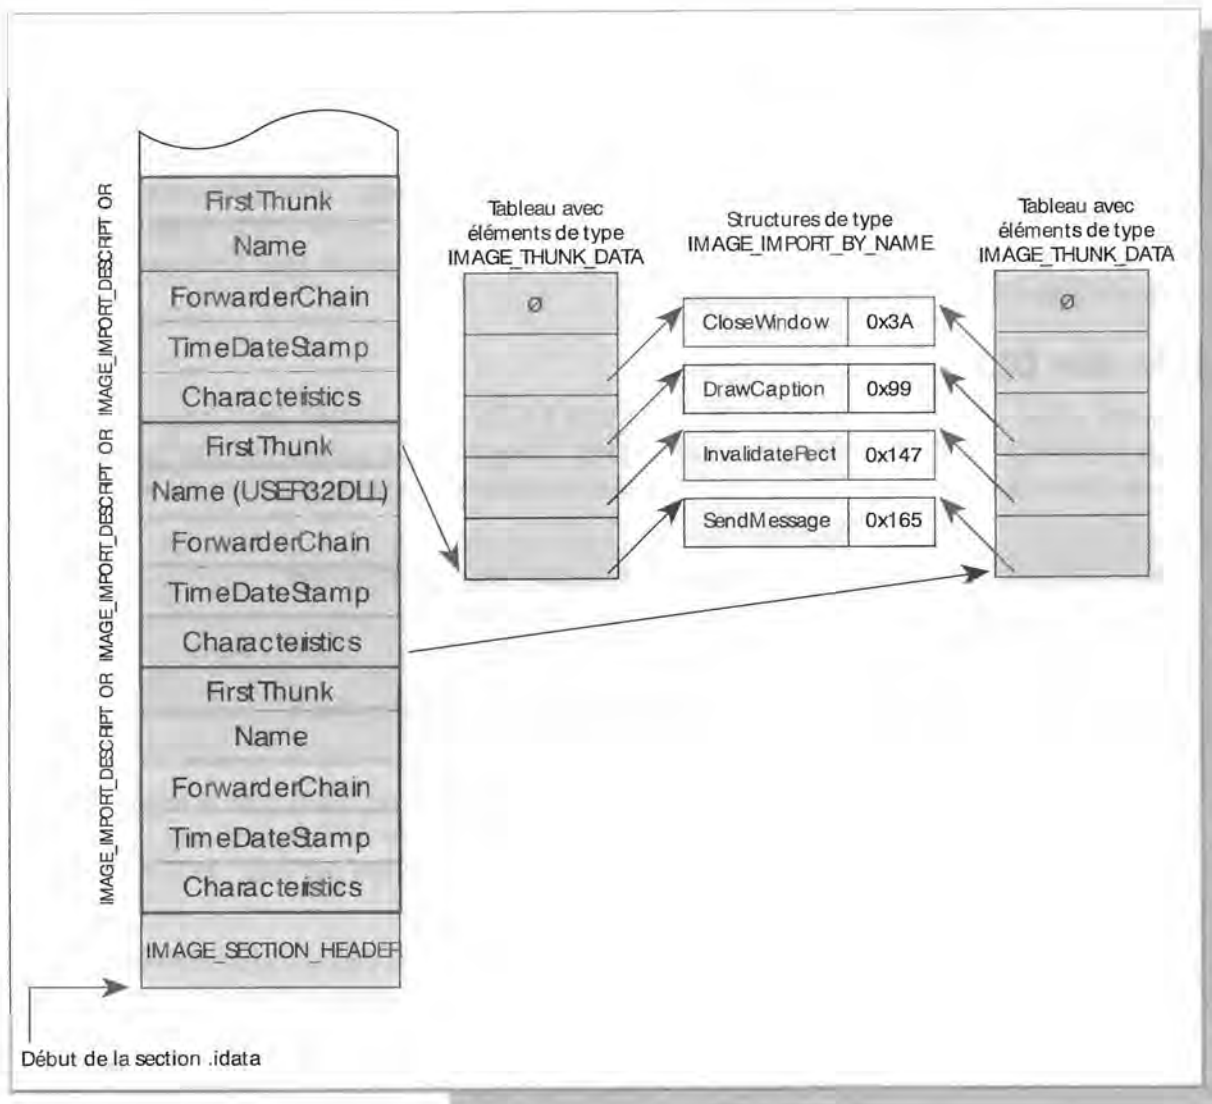 IMAGE_IMPORT_DESCRIPT OR
FirstThunk
Name
ForwarderChain
TimeDateStamp
Characteristics
IMAGE_IMPORT_DESCRIPT OR
FirstThunk
Name (USER32DLL)
ForwarderChain
TimeDateStamp
Characteristics
IMAGE_IMPORT_DESCRIPT OR
FirstThunk
Name
ForwarderChain
TimeDateStamp
Characteristics
IMAGE_SECTION_HEADER
Début de la section .idata
Tableau avec
éléments de type
IMAGE_THUNK_DATA
Ø
Structures de type
IMAGE_IMPORT_BY_NAME
CloseWindow 0x3A
DrawCaption 0x99
InvalidateRect 0x147
SendMessage 0x165
Tableau avec
éléments de type
IMAGE_THUNK_DATA
Ø